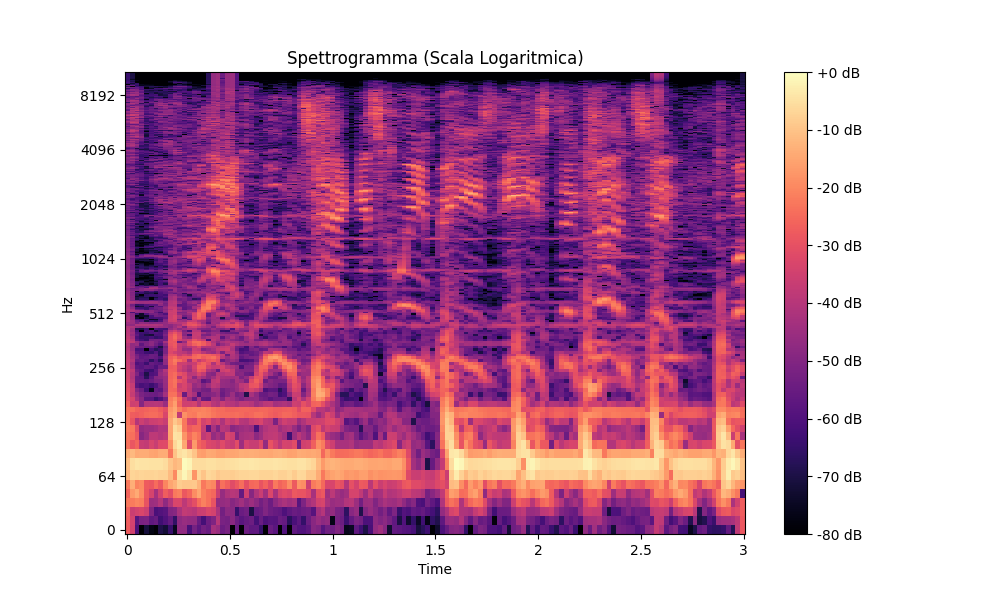 Spettrogramma (Scala Logaritmica)
Hz
8192
4096
2048
1024
512
256
128
64
0
0 0.5 1 1.5 2 2.5 3
Time
+0 dB
-10 dB
-20 dB
-30 dB
-40 dB
-50 dB
-60 dB
-70 dB
-80 dB